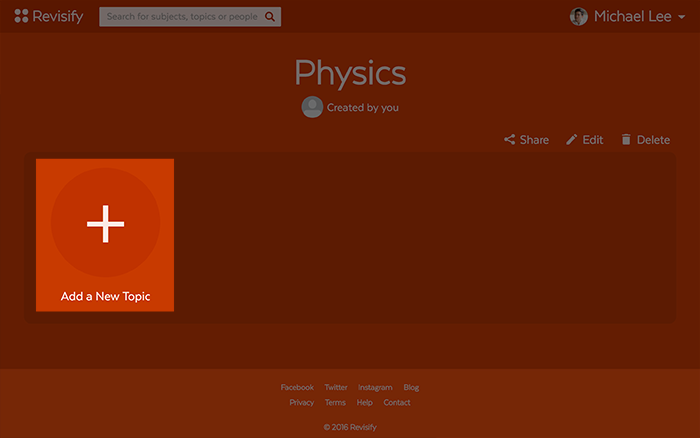 Revisify
Search for subjects, topics or people
Michael Lee
Physics
Created by you
Share Edit Delete
Add a New Topic
Facebook Twitter Instagram Blog
Privacy Terms Help Contact
© 2016 Revisify